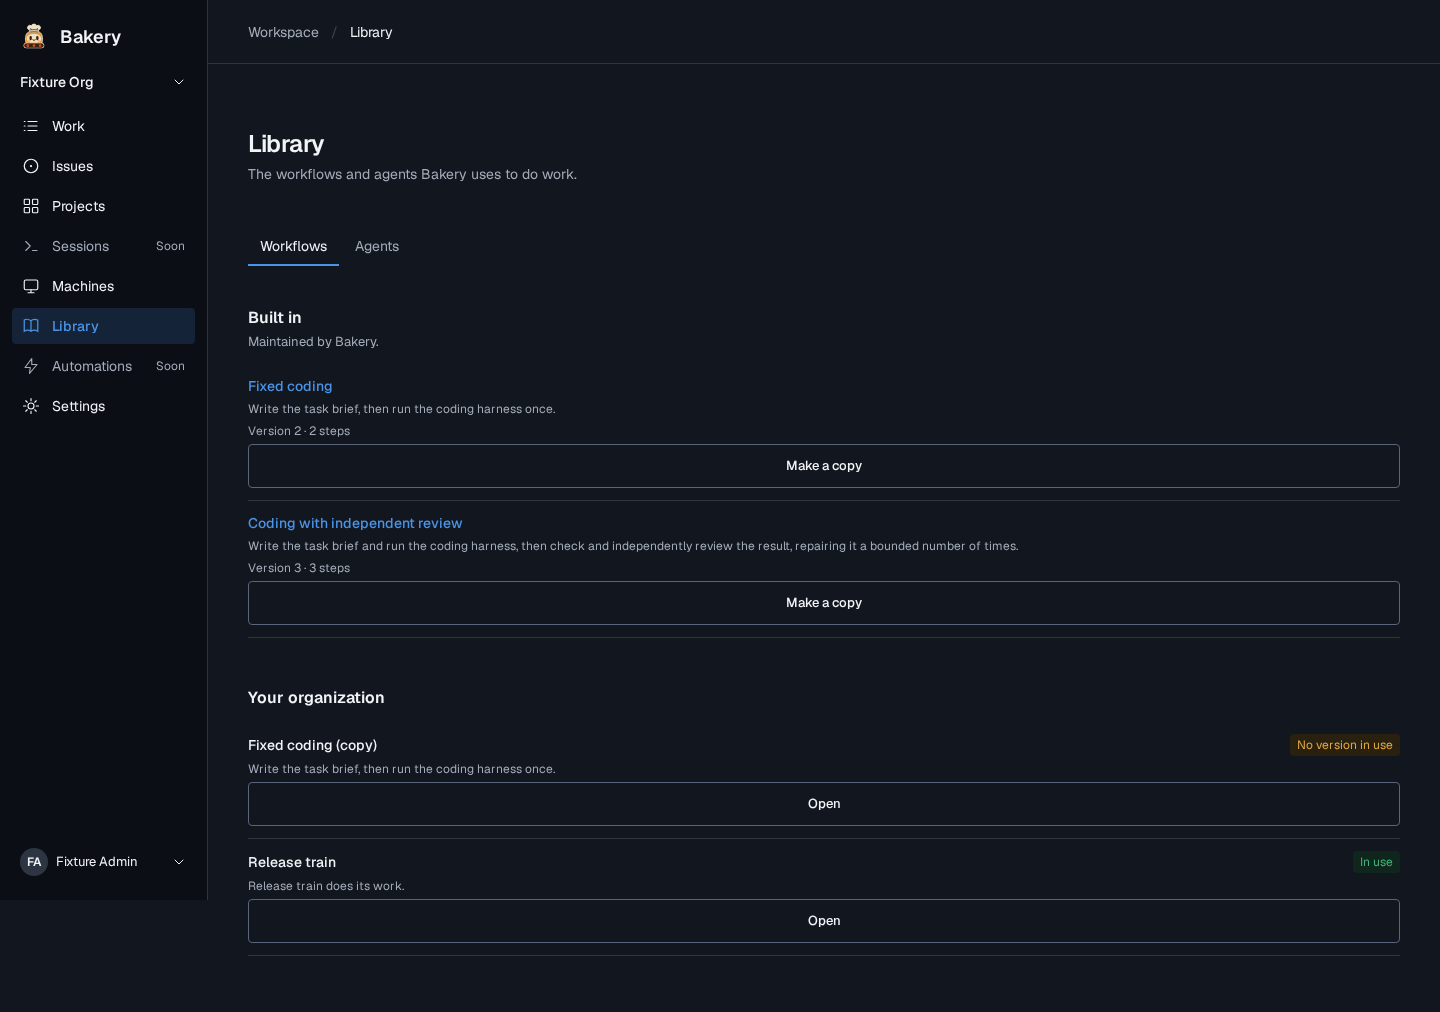 Bakery
Fixture Org
Work
Issues
Projects
Sessions Soon
Machines
Library
Automations Soon
Settings
FA Fixture Admin
Workspace / Library
Library
The workflows and agents Bakery uses to do work.
Workflows Agents
Built in
Maintained by Bakery.
Fixed coding
Write the task brief, then run the coding harness once.
Version 2 · 2 steps
Make a copy
Coding with independent review
Write the task brief and run the coding harness, then check and independently review the result, repairing it a bounded number of times.
Version 3 · 3 steps
Make a copy
Your organization
Fixed coding (copy) No version in use
Write the task brief, then run the coding harness once.
Open
Release train In use
Release train does its work.
Open